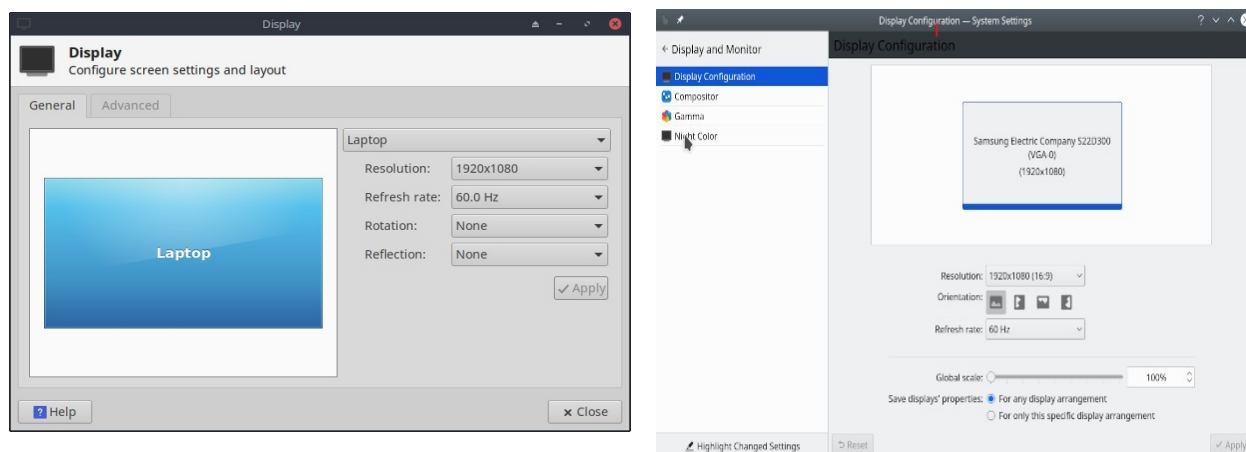 Display
Display
Configure screen settings and layout
General
Advanced
Laptop
Laptop
Resolution: 1920x1080
Refresh rate: 60.0 Hz
Rotation: None
Reflection: None
Apply
Help
Close
Display Configuration — System Settings
Display and Monitor
Display Configuration
Compositor
Gamma
Night Color
Display Configuration
Samsung Electric Company S22D300
(VGA-0)
(1920x1080)
Resolution: 1920x1080 (16:9)
Orientation:
Refresh rate: 60 Hz
Global scale: 100%
Save displays' properties: For any display arrangement
For only this specific display arrangement
Highlight Changed Settings
Reset
Apply